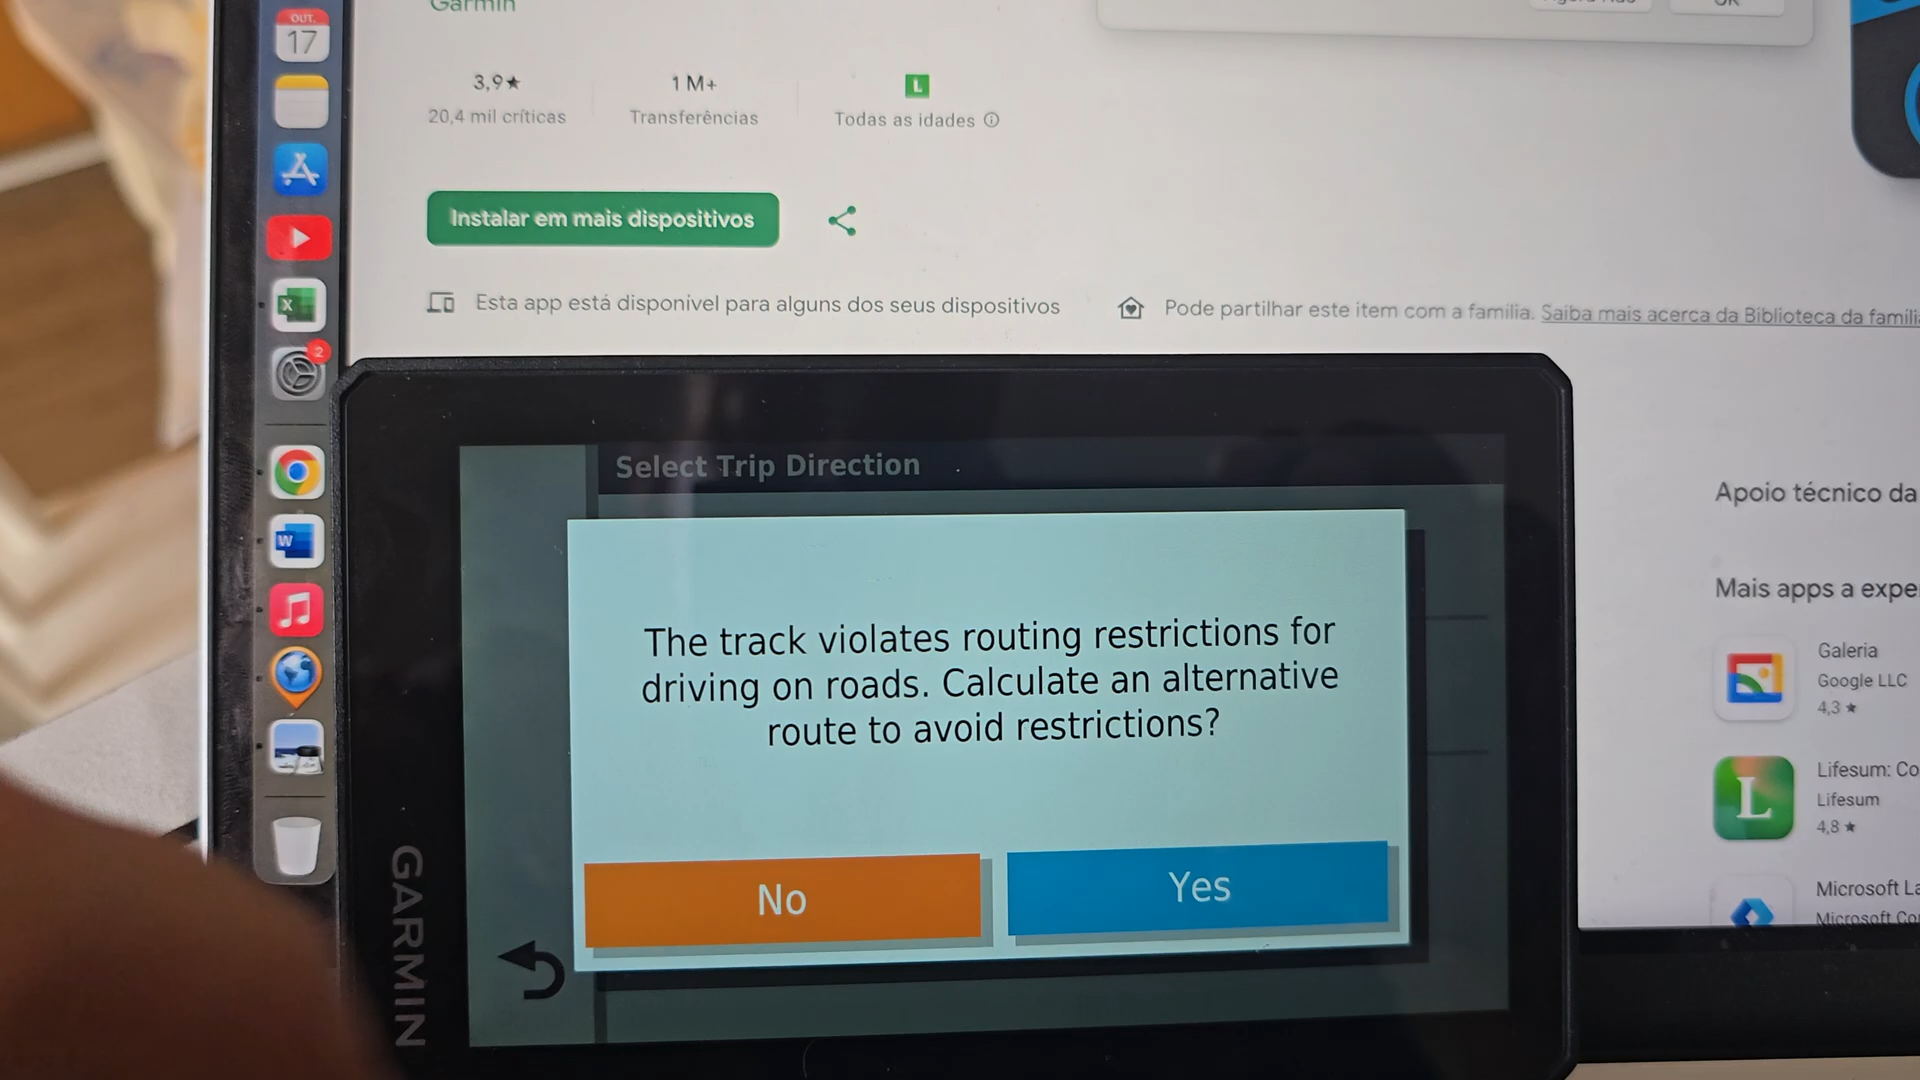 Garmin
OUT.
17
3,9★
20,4 mil críticas
1 M+
Transferências
L
Todas as idades
Instalar em mais dispositivos
Esta app está disponível para alguns dos seus dispositivos
Pode partilhar este item com a família. Saiba mais acerca da Biblioteca da famíli
2
X
W
Apoio técnico da
Mais apps a expe
Galeria
Google LLC
4,3 ★
L
Lifesum: Co
Lifesum
4,8 ★
Microsoft La
Microsoft Co
Select Trip Direction
The track violates routing restrictions for
driving on roads. Calculate an alternative
route to avoid restrictions?
No
Yes
GARMIN